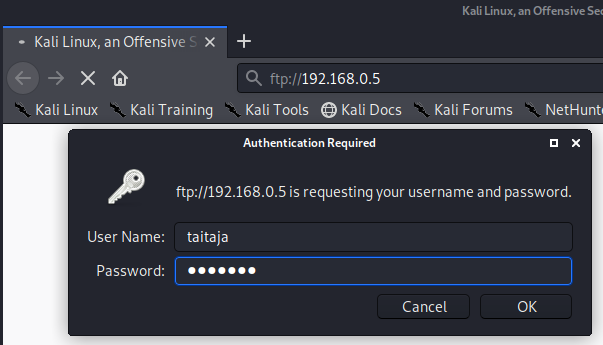 Kali Linux, an Offensive Sec
Kali Linux, an Offensive S
ftp://192.168.0.5
Kali Linux Kali Training Kali Tools Kali Docs Kali Forums NetHunte
Authentication Required
ftp://192.168.0.5 is requesting your username and password.
User Name: taitaja
Password: ●●●●●●●
Cancel OK